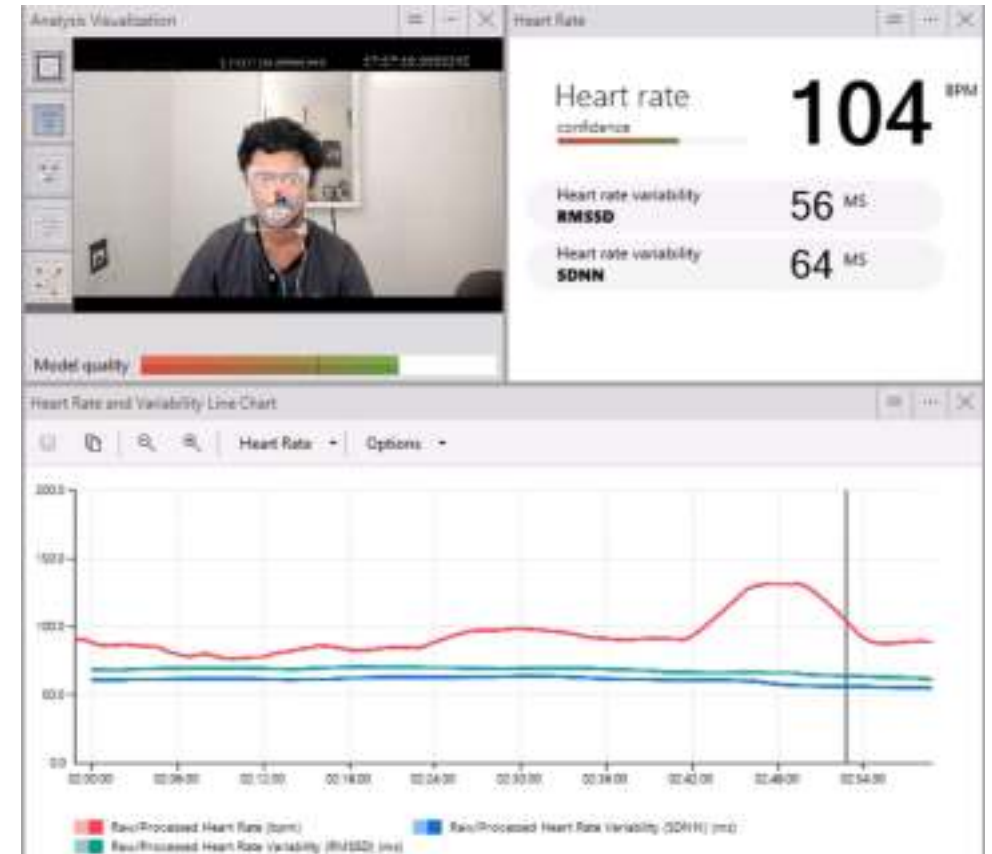 Analysis Visualization
Heart Rate
Heart rate
confidence
104 BPM
Heart rate variability
RMSSD
56 MS
Heart rate variability
SDNN
64 MS
Model quality
Heart Rate and Variability Line Chart
Heart Rate
Options
200.0
150.0
100.0
50.0
0.0
02:00:00 02:06:00 02:12:00 02:18:00 02:24:00 02:30:00 02:36:00 02:42:00 02:48:00 02:54:00
Raw/Processed Heart Rate (bpm)
Raw/Processed Heart Rate Variability (SDNN) (ms)
Raw/Processed Heart Rate Variability (RMSSD) (ms)